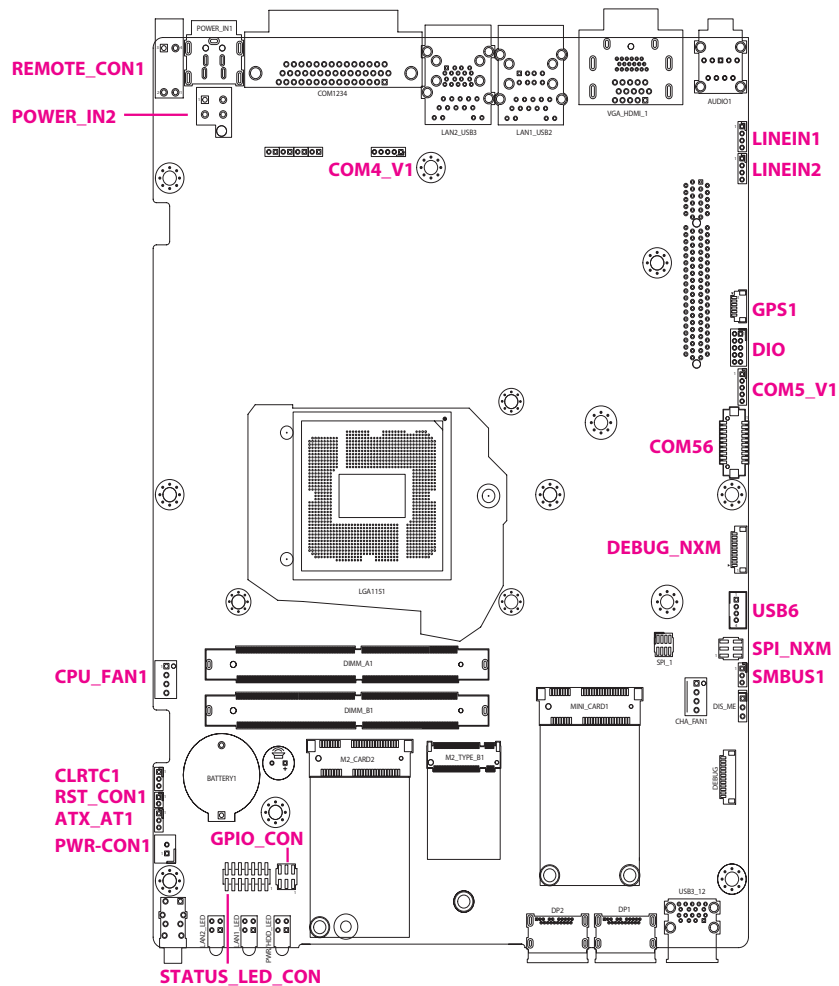 POWER_IN1
REMOTE_CON1
COM1234
POWER_IN2
LAN2_USB3
LAN1_USB2
VGA_HDMI_1
AUDIO1
LINEIN1
COM4_V1
LINEIN2
GPS1
DIO
COM5_V1
COM56
DEBUG_NXM
LGA1151
USB6
SPI_NXM
SPI_1
DIMM_A1
CPU_FAN1
SMBUS1
DIMM_B1
MINI_CARD1
DIS_ME
CHA_FAN1
M2_CARD2
M2_TYPE_B1
BATTERY1
DEBUG
CLRTC1
RST_CON1
ATX_AT1
GPIO_CON
PWR-CON1
USB3_12
DP2
DP1
LAN2_LED
LAN1_LED
STATUS_LED_CON